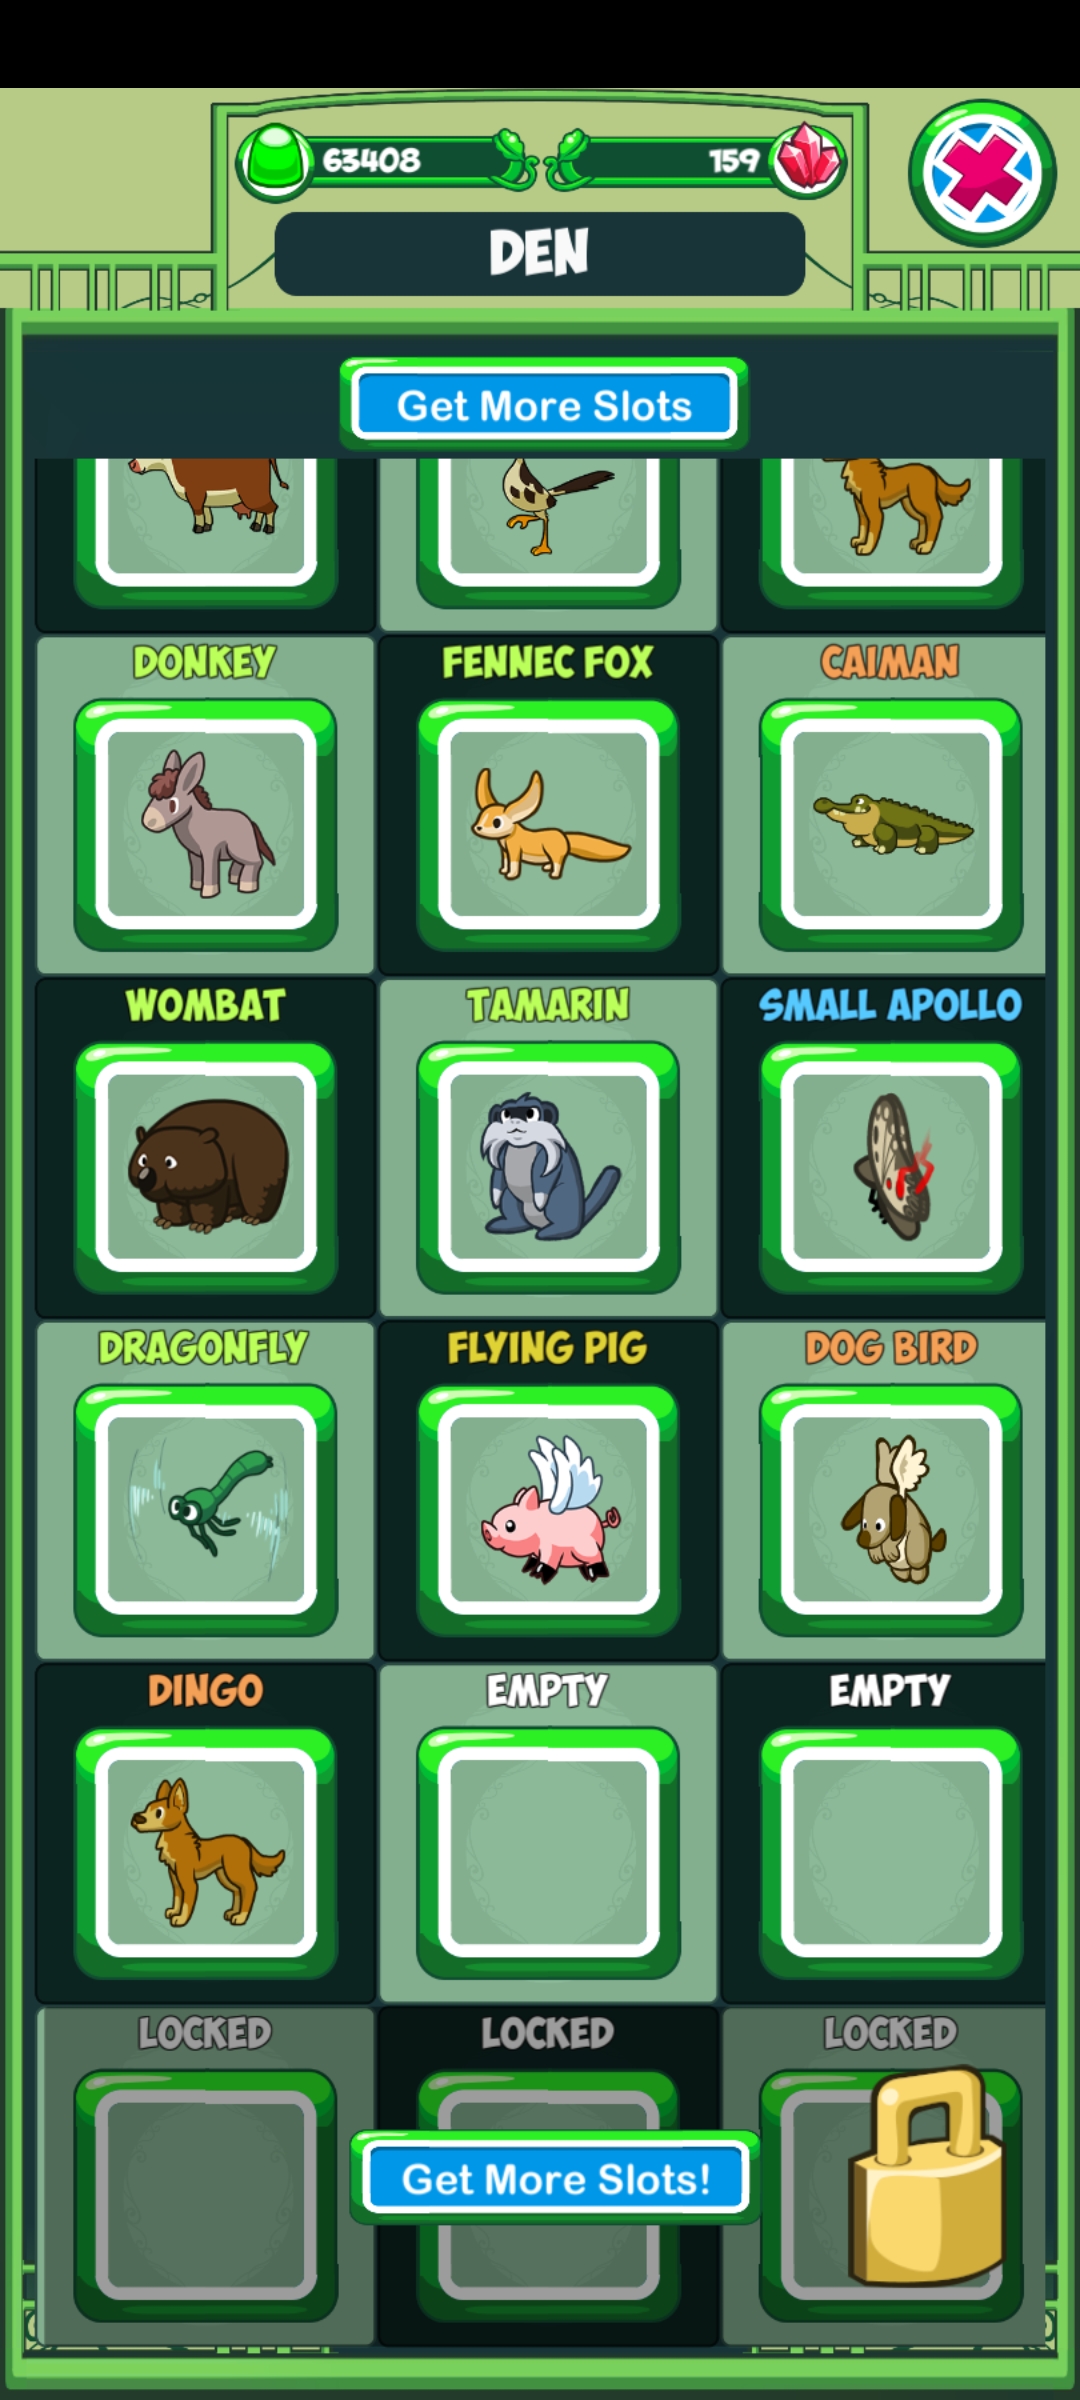 63408
159
DEN
Get More Slots
DONKEY
FENNEC FOX
CAIMAN
WOMBAT
TAMARIN
SMALL APOLLO
DRAGONFLY
FLYING PIG
DOG BIRD
DINGO
EMPTY
EMPTY
LOCKED
LOCKED
LOCKED
Get More Slots!